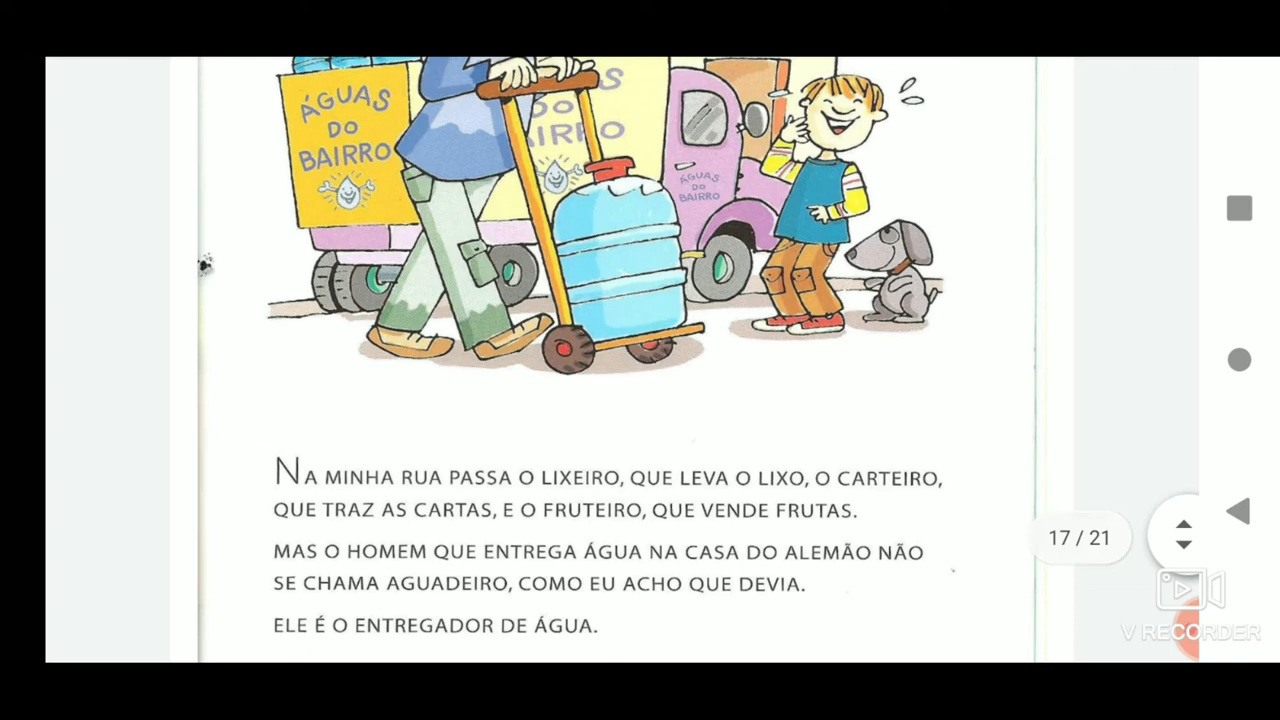 ÁGUAS
DO
BAIRRO
S
DO
AIRRO
ÁGUAS
DO
BAIRRO
NA MINHA RUA PASSA O LIXEIRO, QUE LEVA O LIXO, O CARTEIRO,
QUE TRAZ AS CARTAS, E O FRUTEIRO, QUE VENDE FRUTAS.
MAS O HOMEM QUE ENTREGA ÁGUA NA CASA DO ALEMÃO NÃO
SE CHAMA AGUADEIRO, COMO EU ACHO QUE DEVIA.
ELE É O ENTREGADOR DE ÁGUA.
17 / 21
V RECORDER